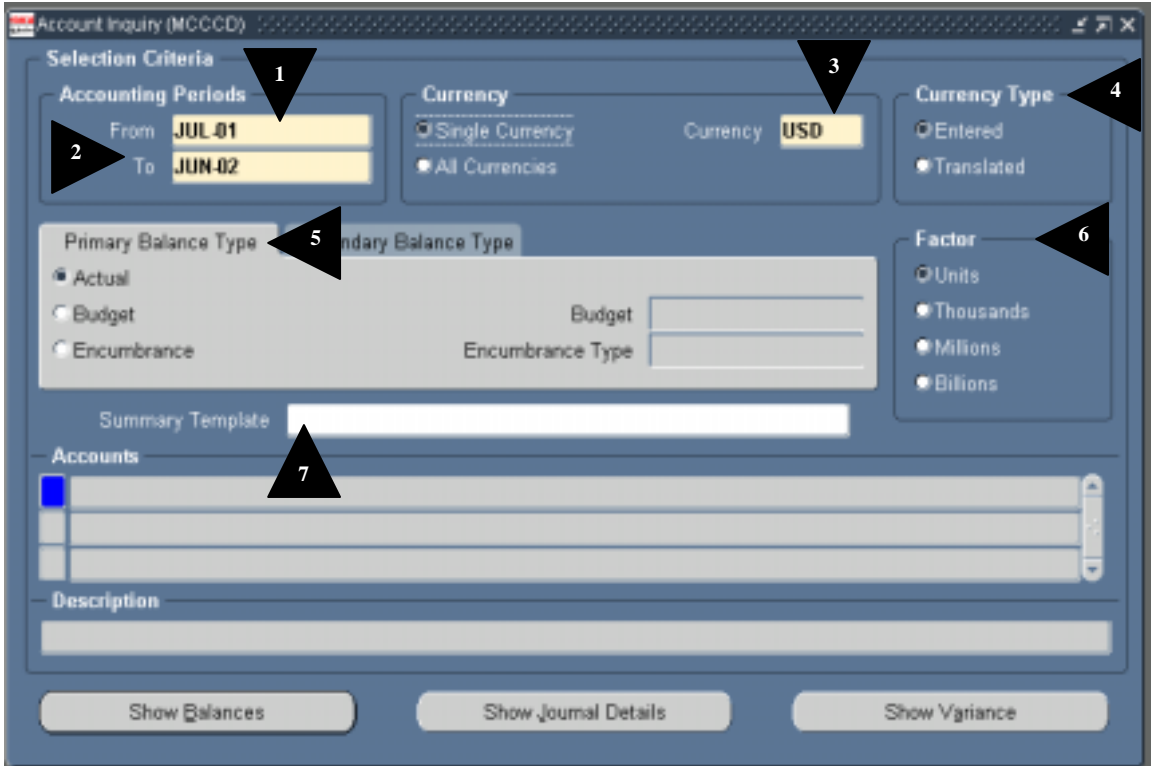 Account Inquiry (MCCCD)
Selection Criteria
1
3
4
Accounting Periods
Currency
Currency Type
From JUL-01
Single Currency
Currency USD
Entered
2
To JUN-02
All Currencies
Translated
Primary Balance Type
5
ndary Balance Type
Factor
6
Actual
Units
Budget
Budget
Thousands
Encumbrance
Encumbrance Type
Millions
Billions
Summary Template
7
Accounts
Description
Show Balances
Show Journal Details
Show Variance